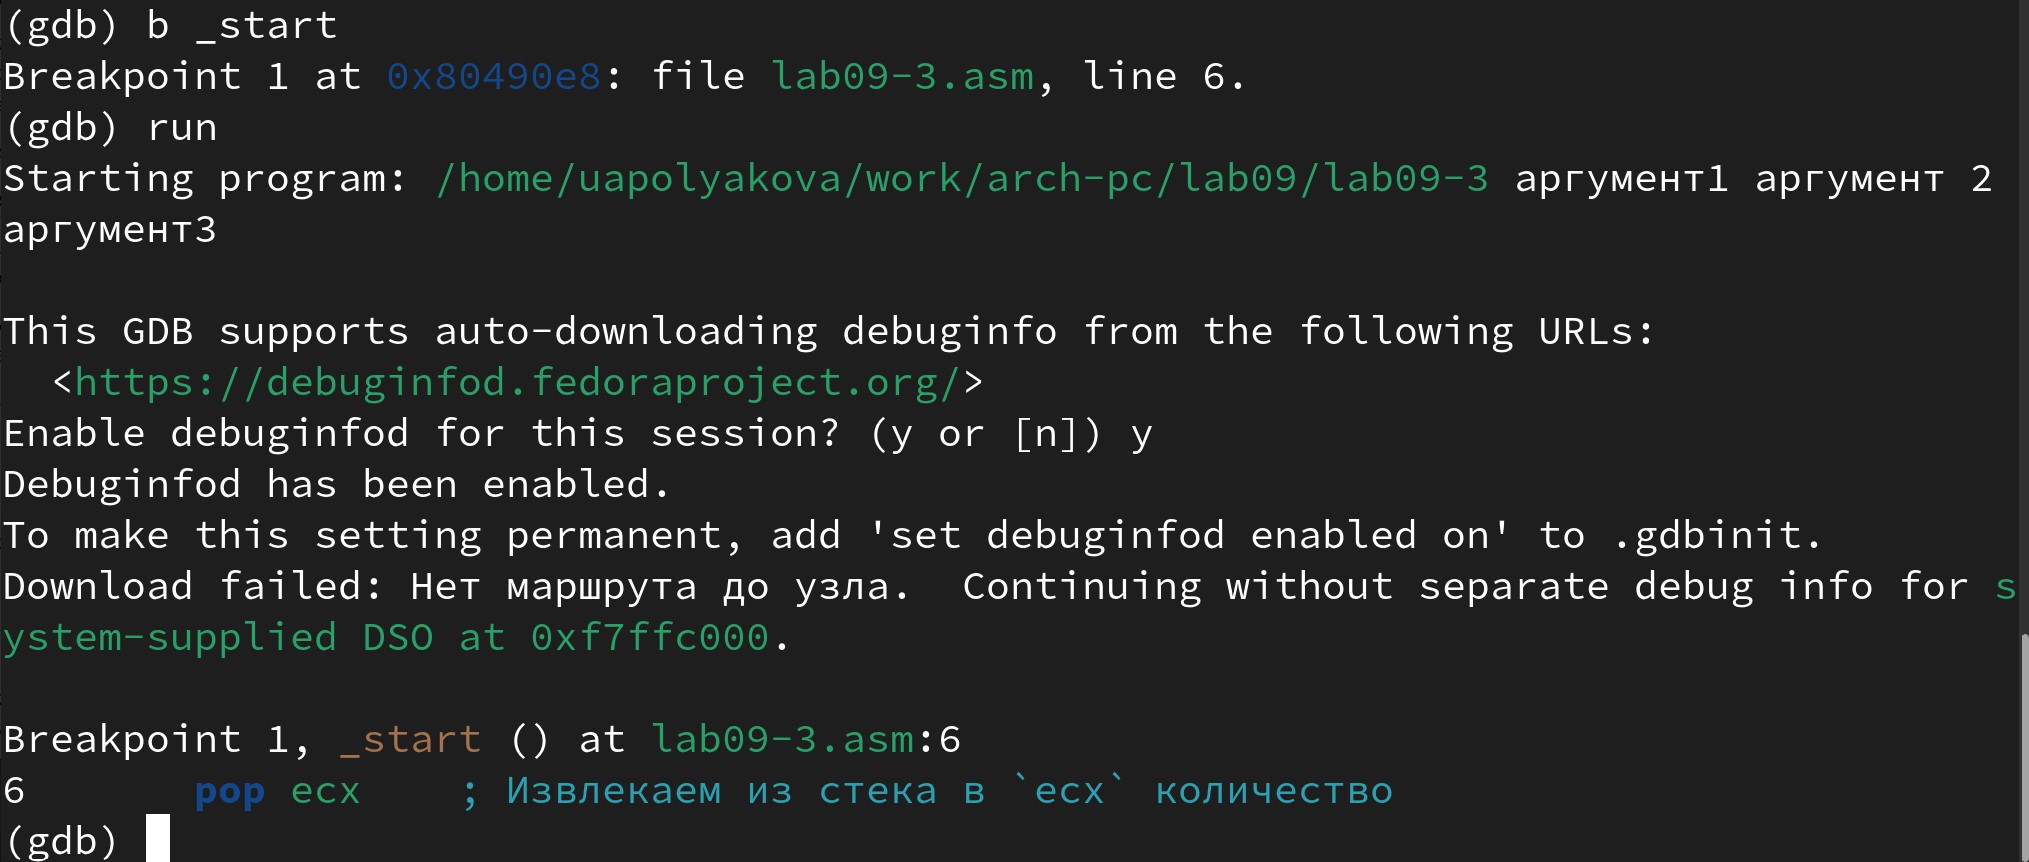 (gdb) b _start
Breakpoint 1 at 0x80490e8: file lab09-3.asm, line 6.
(gdb) run
Starting program: /home/uapolyakova/work/arch-pc/lab09/lab09-3 аргумент1 аргумент 2
аргумент3
This GDB supports auto-downloading debuginfo from the following URLs:
  <https://debuginfod.fedoraproject.org/>
Enable debuginfod for this session? (y or [n]) y
Debuginfod has been enabled.
To make this setting permanent, add 'set debuginfod enabled on' to .gdbinit.
Download failed: Нет маршрута до узла.  Continuing without separate debug info for s
ystem-supplied DSO at 0xf7ffc000.
Breakpoint 1, _start () at lab09-3.asm:6
6       pop ecx    ; Извлекаем из стека в `ecx` количество
(gdb)